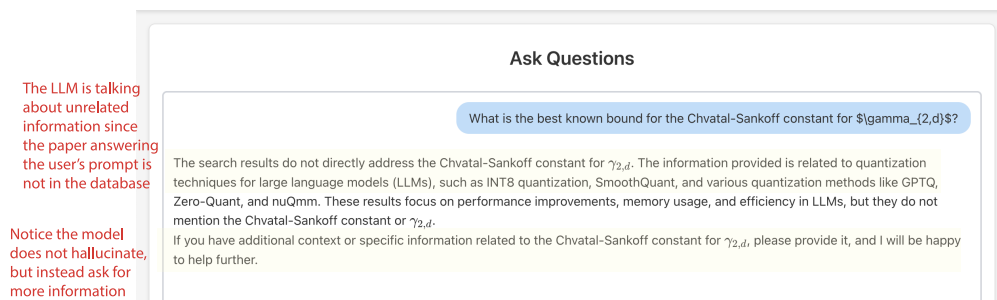 Ask Questions
The LLM is talking
about unrelated
information since
the paper answering
the user's prompt is
not in the database
What is the best known bound for the Chvatal-Sankoff constant for $\gamma_{2,d}$?
The search results do not directly address the Chvatal-Sankoff constant for γ2,d. The information provided is related to quantization
techniques for large language models (LLMs), such as INT8 quantization, SmoothQuant, and various quantization methods like GPTQ,
Zero-Quant, and nuQmm. These results focus on performance improvements, memory usage, and efficiency in LLMs, but they do not
mention the Chvatal-Sankoff constant or γ2,d.
Notice the model
does not hallucinate,
but instead ask for
more information
If you have additional context or specific information related to the Chvatal-Sankoff constant for γ2,d, please provide it, and I will be happy
to help further.